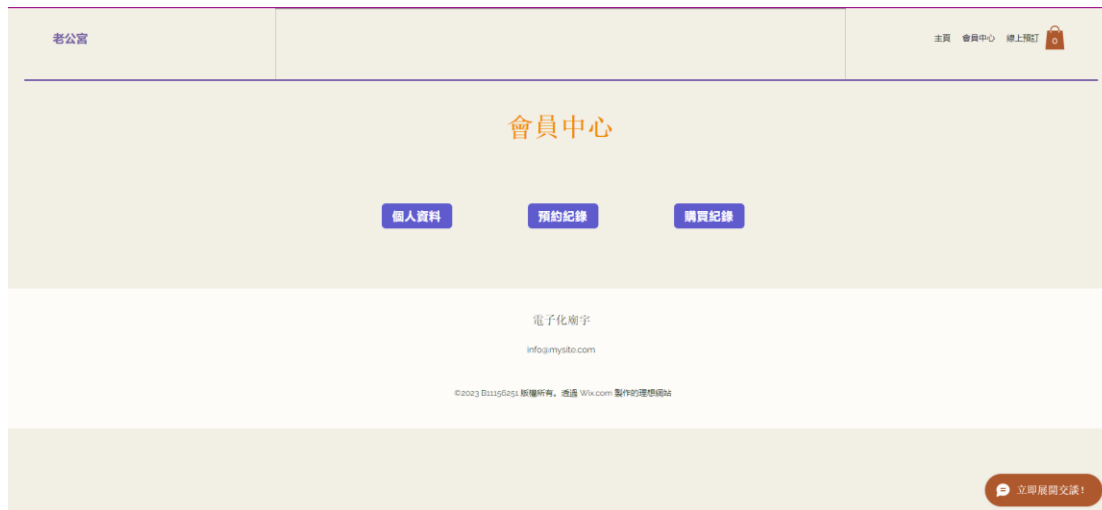 老公宮
主頁 會員中心 線上預訂 0
會員中心
個人資料 預約紀錄 購買紀錄
電子化廟宇
info@mysite.com
©2023 B11156251 版權所有。透過 Wix.com 製作的理想網站
立即展開交談!